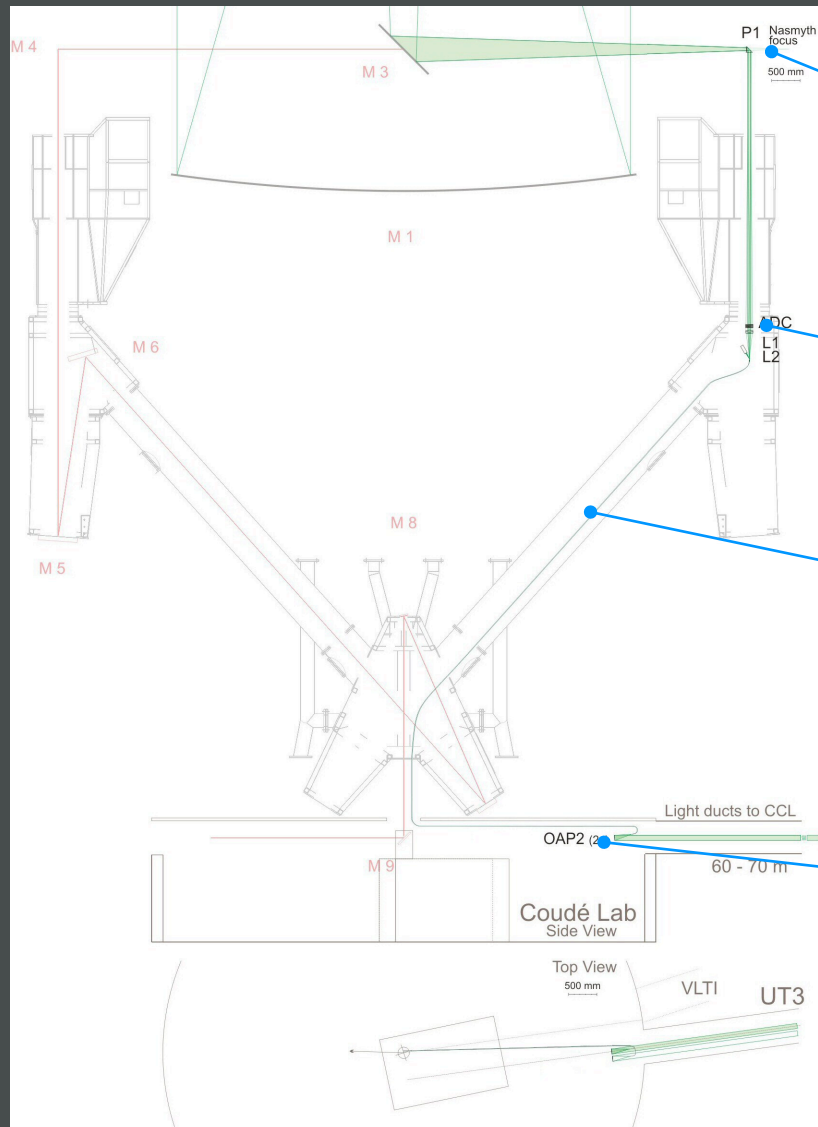 P1 Nasmyth
focus
M 4
M 3
500 mm
M 1
ADC
L1
L2
M 6
M 8
M 5
Light ducts to CCL
OAP2
M 9
60 - 70 m
Coudé Lab
Side View
Top View
500 mm
VLTI
UT3